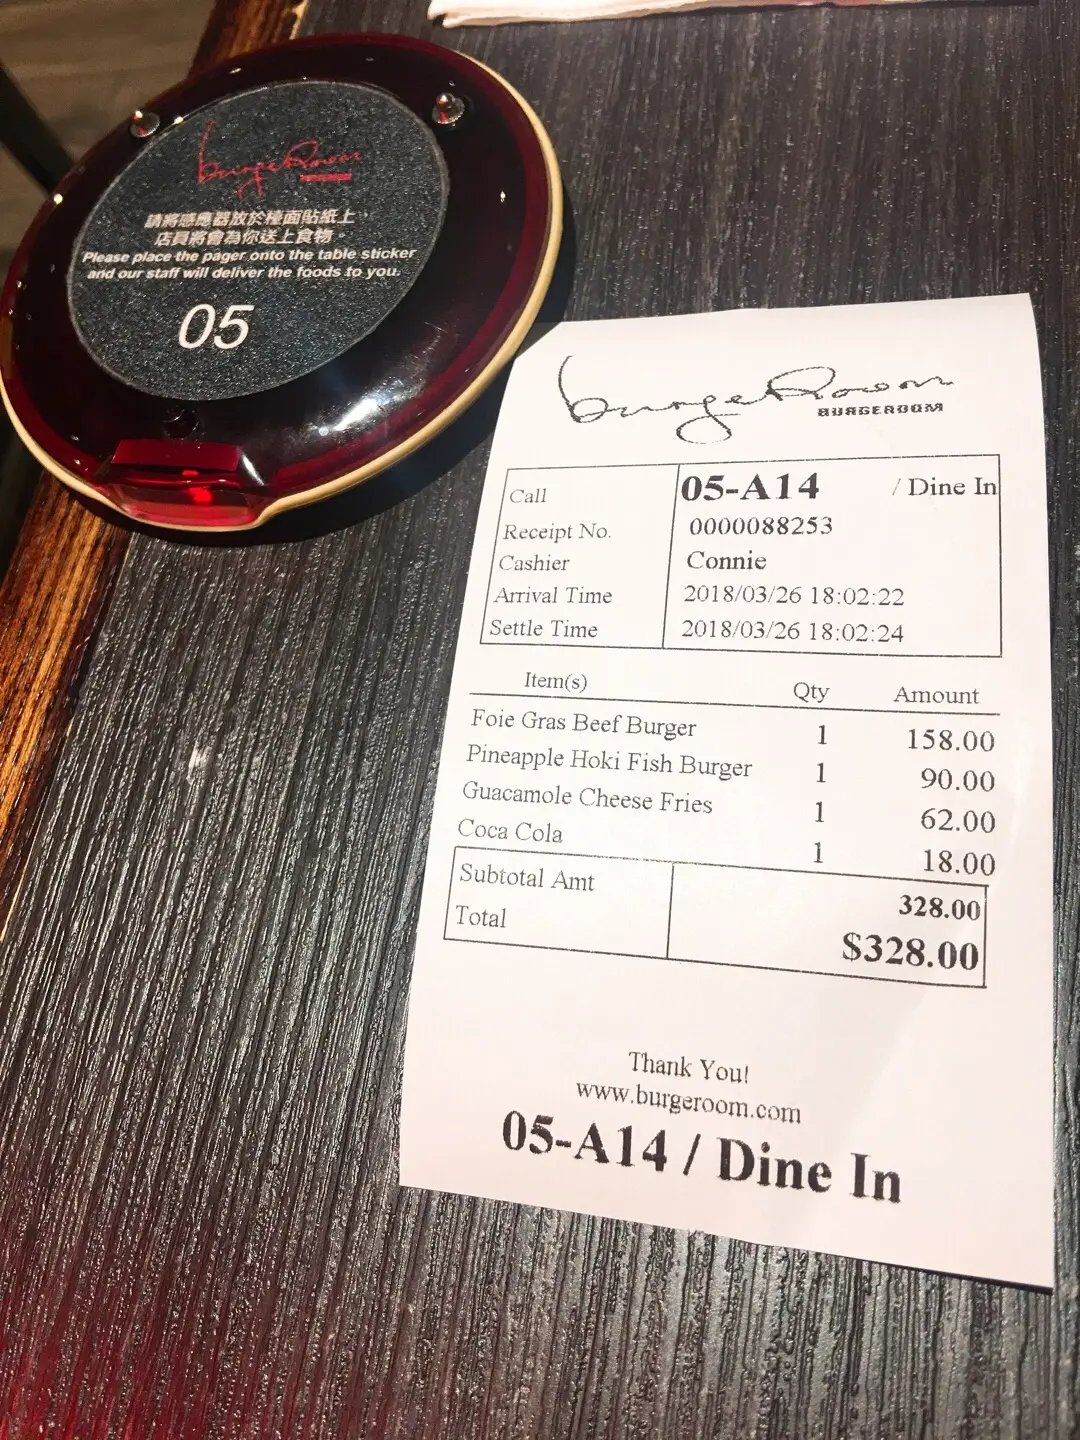 burgeRoom
BURGEROOM
請將感應器放於檯面貼紙上，
店員將會為你送上食物。
Please place the pager onto the table sticker
and our staff will deliver the foods to you.
05
burgeRoom
BURGEROOM
Call 05-A14 / Dine In
Receipt No. 0000088253
Cashier Connie
Arrival Time 2018/03/26 18:02:22
Settle Time 2018/03/26 18:02:24
Item(s) Qty Amount
Foie Gras Beef Burger 1 158.00
Pineapple Hoki Fish Burger 1 90.00
Guacamole Cheese Fries 1 62.00
Coca Cola 1 18.00
Subtotal Amt 328.00
Total $328.00
Thank You!
www.burgeroom.com
05-A14 / Dine In